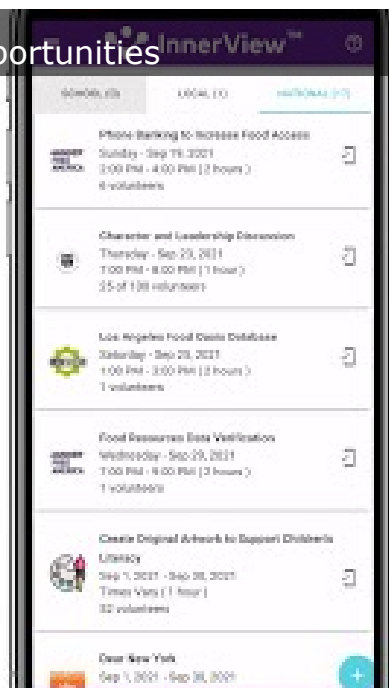 portunities
InnerView™
SCHOOL (0) LOCAL (1) NATIONAL (17)
Phone Banking to Increase Food Access
Sunday - Sep 19, 2021
2:00 PM - 4:00 PM ( 2 hours )
6 volunteers
Character and Leadership Discussion
Thursday - Sep 23, 2021
7:00 PM - 8:00 PM ( 1 hour )
25 of 100 volunteers
Los Angeles Food Oasis Database
Saturday - Sep 25, 2021
1:00 PM - 3:00 PM ( 2 hours )
1 volunteers
Food Resources Data Verification
Wednesday - Sep 29, 2021
7:00 PM - 9:00 PM ( 2 hours )
1 volunteers
Create Original Artwork to Support Children's
Literacy
Sep 1, 2021 - Sep 30, 2021
Times Vary ( 1 hour )
52 volunteers
Dear New York
Sep 1, 2021 - Sep 30, 2021